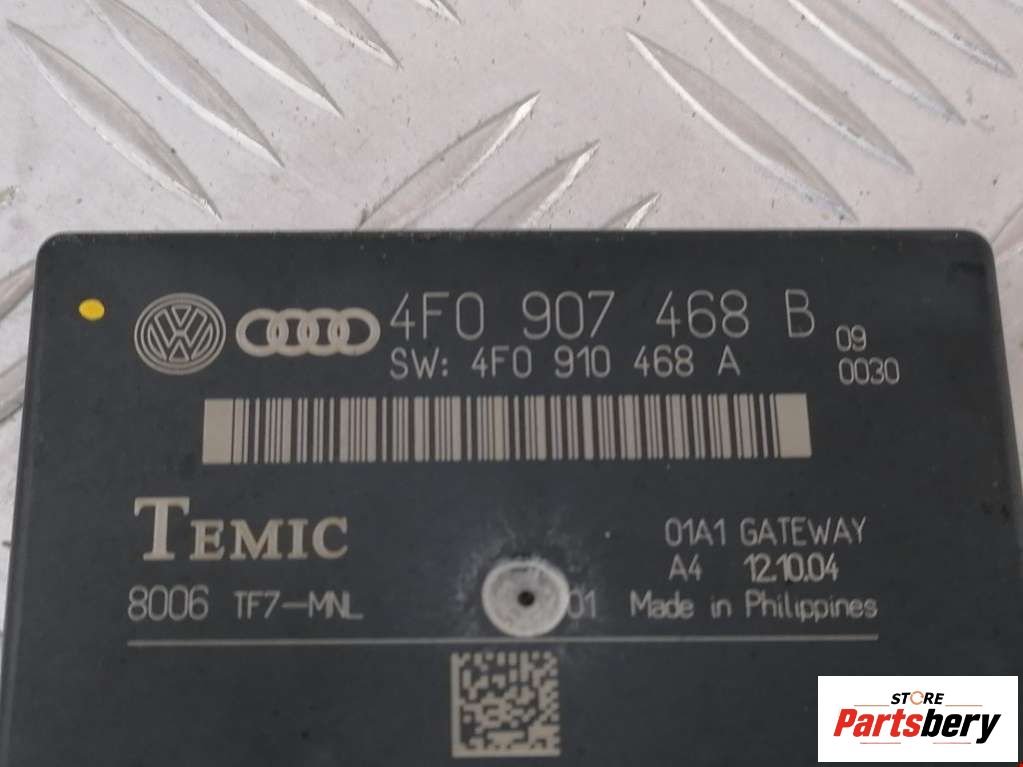 4F0 907 468 B
09
SW: 4F0 910 468 A
0030
TEMIC
01A1 GATEWAY
A4 12.10.04
8006 TF7-MNL 01 Made in Philippines
STORE
Partsbery